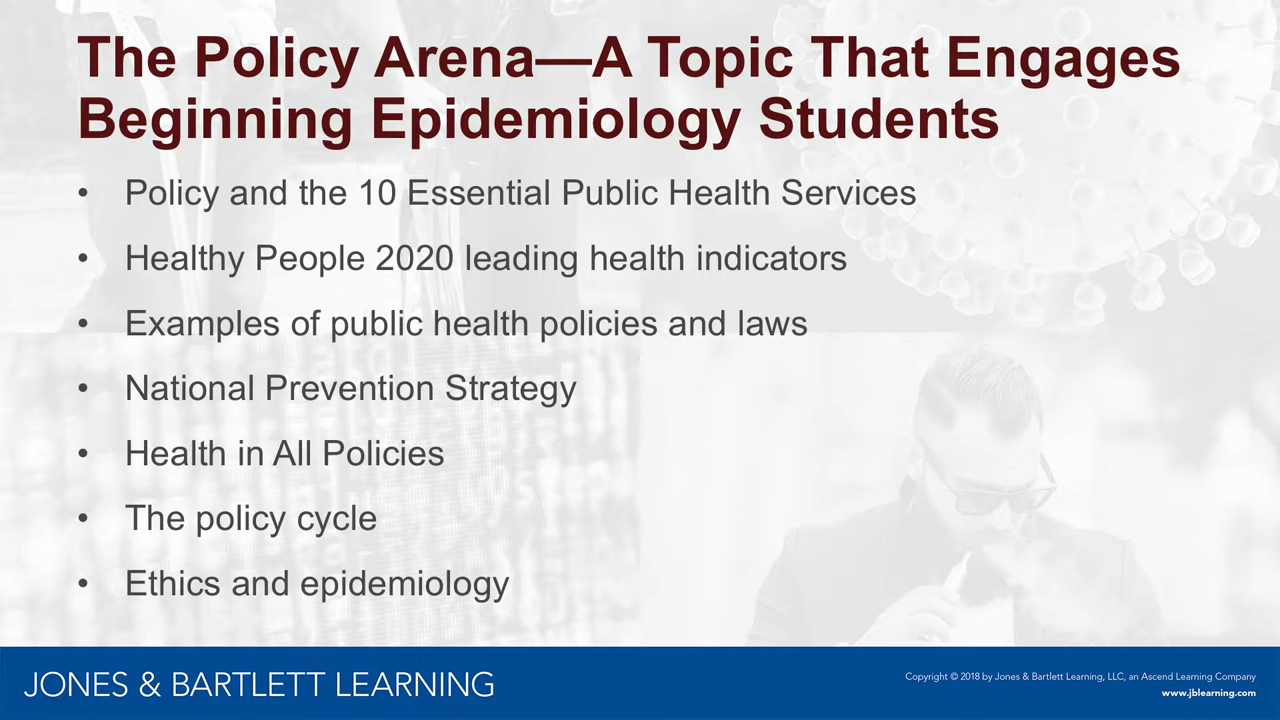 The Policy Arena—A Topic That Engages
Beginning Epidemiology Students
• Policy and the 10 Essential Public Health Services
• Healthy People 2020 leading health indicators
• Examples of public health policies and laws
• National Prevention Strategy
• Health in All Policies
• The policy cycle
• Ethics and epidemiology
JONES & BARTLETT LEARNING
Copyright © 2018 by Jones & Bartlett Learning, LLC, an Ascend Learning Company
www.jblearning.com